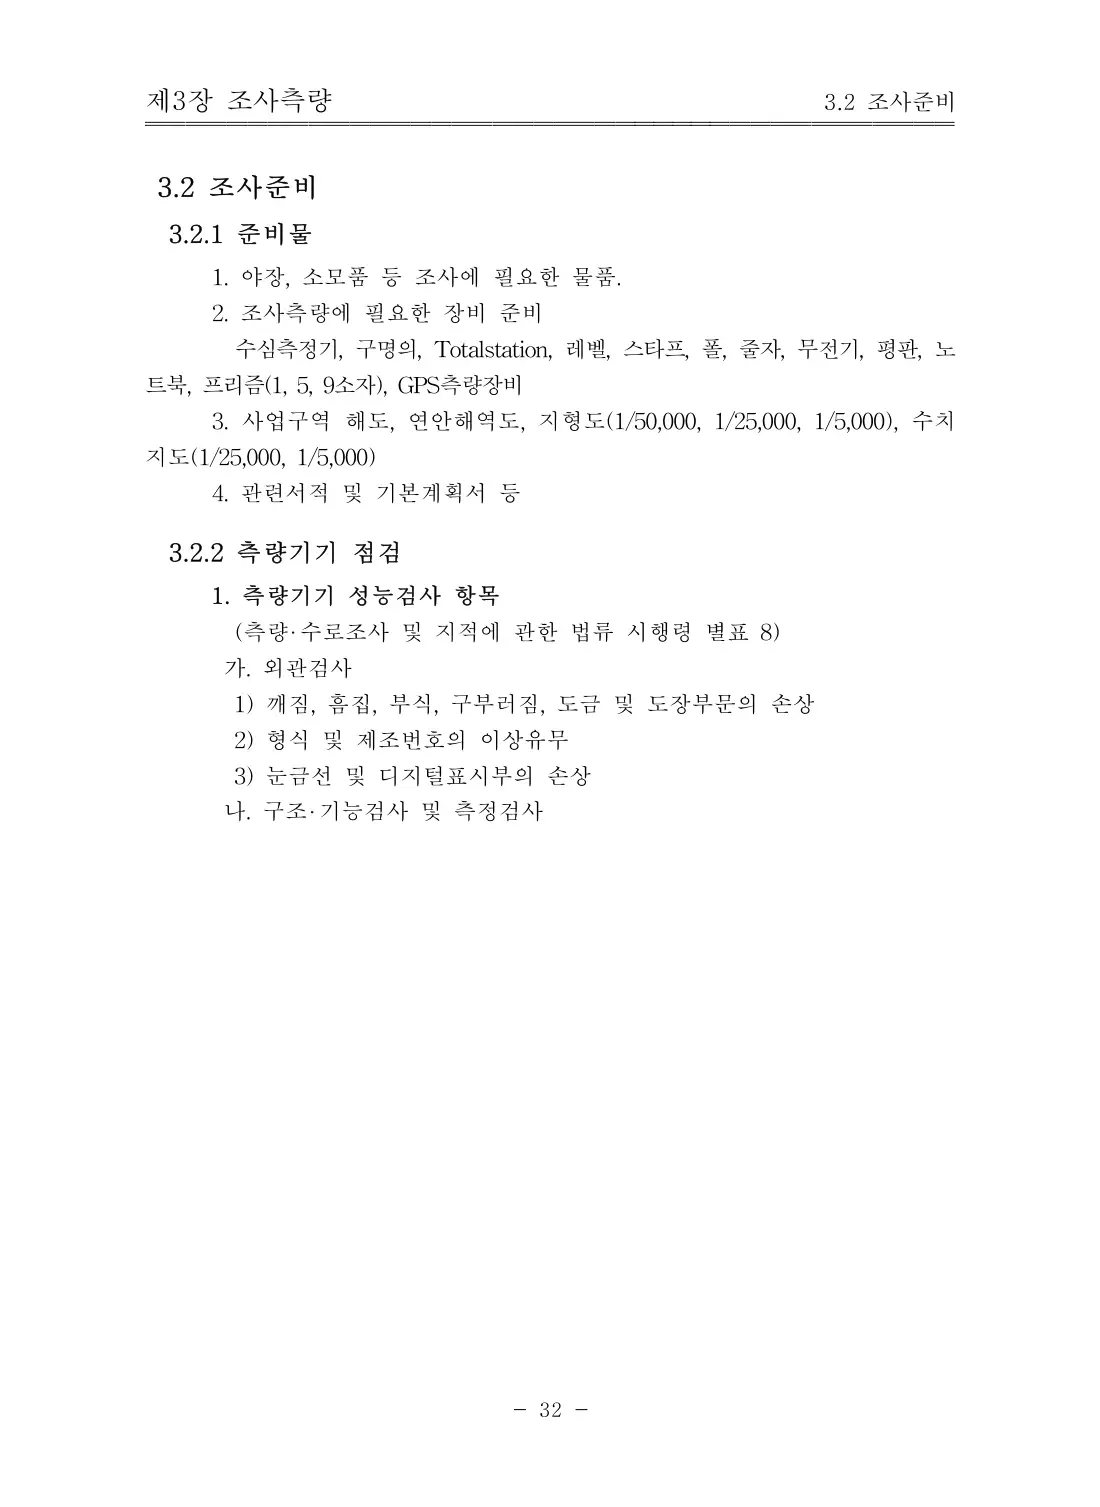 제3장 조사측량
3.2 조사준비
3.2 조사준비
3.2.1 준비물
1. 야장, 소모품 등 조사에 필요한 물품.
2. 조사측량에 필요한 장비 준비
수심측정기, 구명의, Totalstation, 레벨, 스타프, 폴, 줄자, 무전기, 평판, 노
트북, 프리즘(1, 5, 9소자), GPS측량장비
3. 사업구역 해도, 연안해역도, 지형도(1/50,000, 1/25,000, 1/5,000), 수치
지도(1/25,000, 1/5,000)
4. 관련서적 및 기본계획서 등
3.2.2 측량기기 점검
1. 측량기기 성능검사 항목
(측량·수로조사 및 지적에 관한 법류 시행령 별표 8)
가. 외관검사
1) 깨짐, 흠집, 부식, 구부러짐, 도금 및 도장부문의 손상
2) 형식 및 제조번호의 이상유무
3) 눈금선 및 디지털표시부의 손상
나. 구조·기능검사 및 측정검사
- 32 -